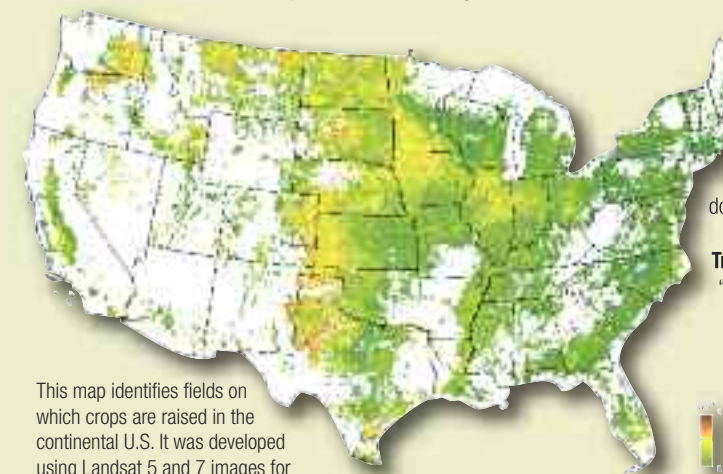 This map identifies fields on
which crops are raised in the
continental U.S. It was developed
using Landsat 5 and 7 images for